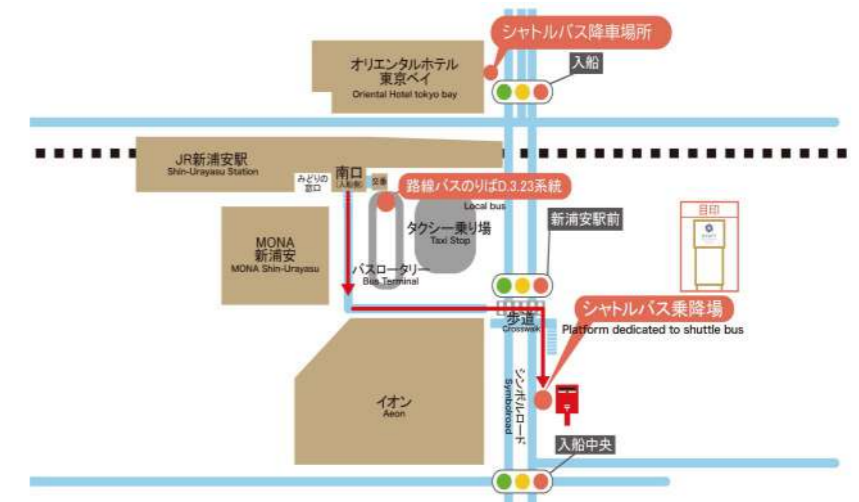 シャトルバス降車場所
オリエンタルホテル
東京ベイ
Oriental Hotel tokyo bay
入船
JR新浦安駅
Shin-Urayasu Station
みどりの
窓口
南口
(入船側)
交番
路線バスのりばD.3.23系統
Local bus
タクシー乗り場
Taxi Stop
新浦安駅前
目印
MONA
新浦安
MONA Shin-Urayasu
バスロータリー
Bus Terminal
シャトルバス乗降場
Platform dedicated to shuttle bus
歩道
Crosswalk
イオン
Aeon
シンボルロード
Symbolroad
入船中央